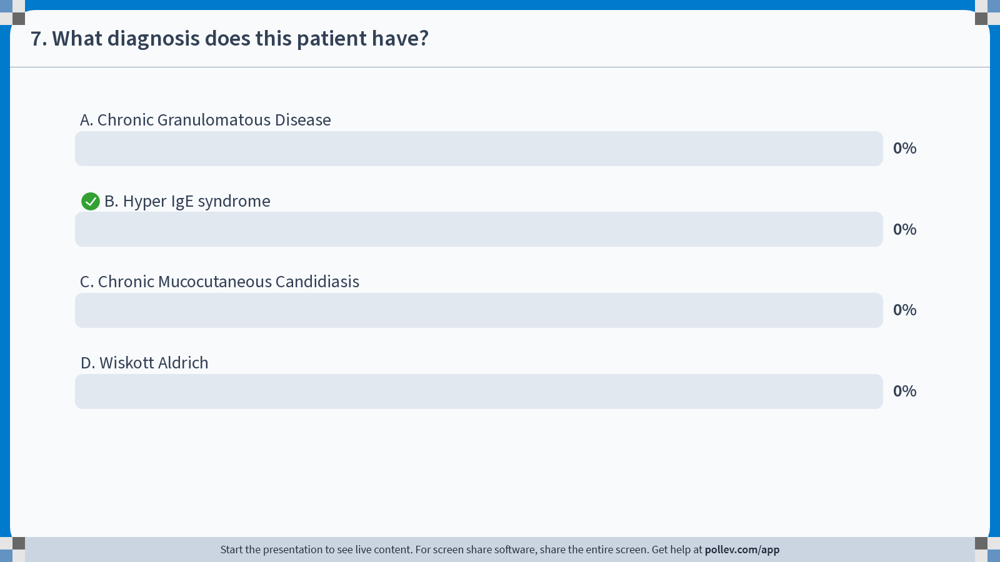 7. What diagnosis does this patient have?
A. Chronic Granulomatous Disease
0%
B. Hyper IgE syndrome
0%
C. Chronic Mucocutaneous Candidiasis
0%
D. Wiskott Aldrich
0%
Start the presentation to see live content. For screen share software, share the entire screen. Get help at pollev.com/app